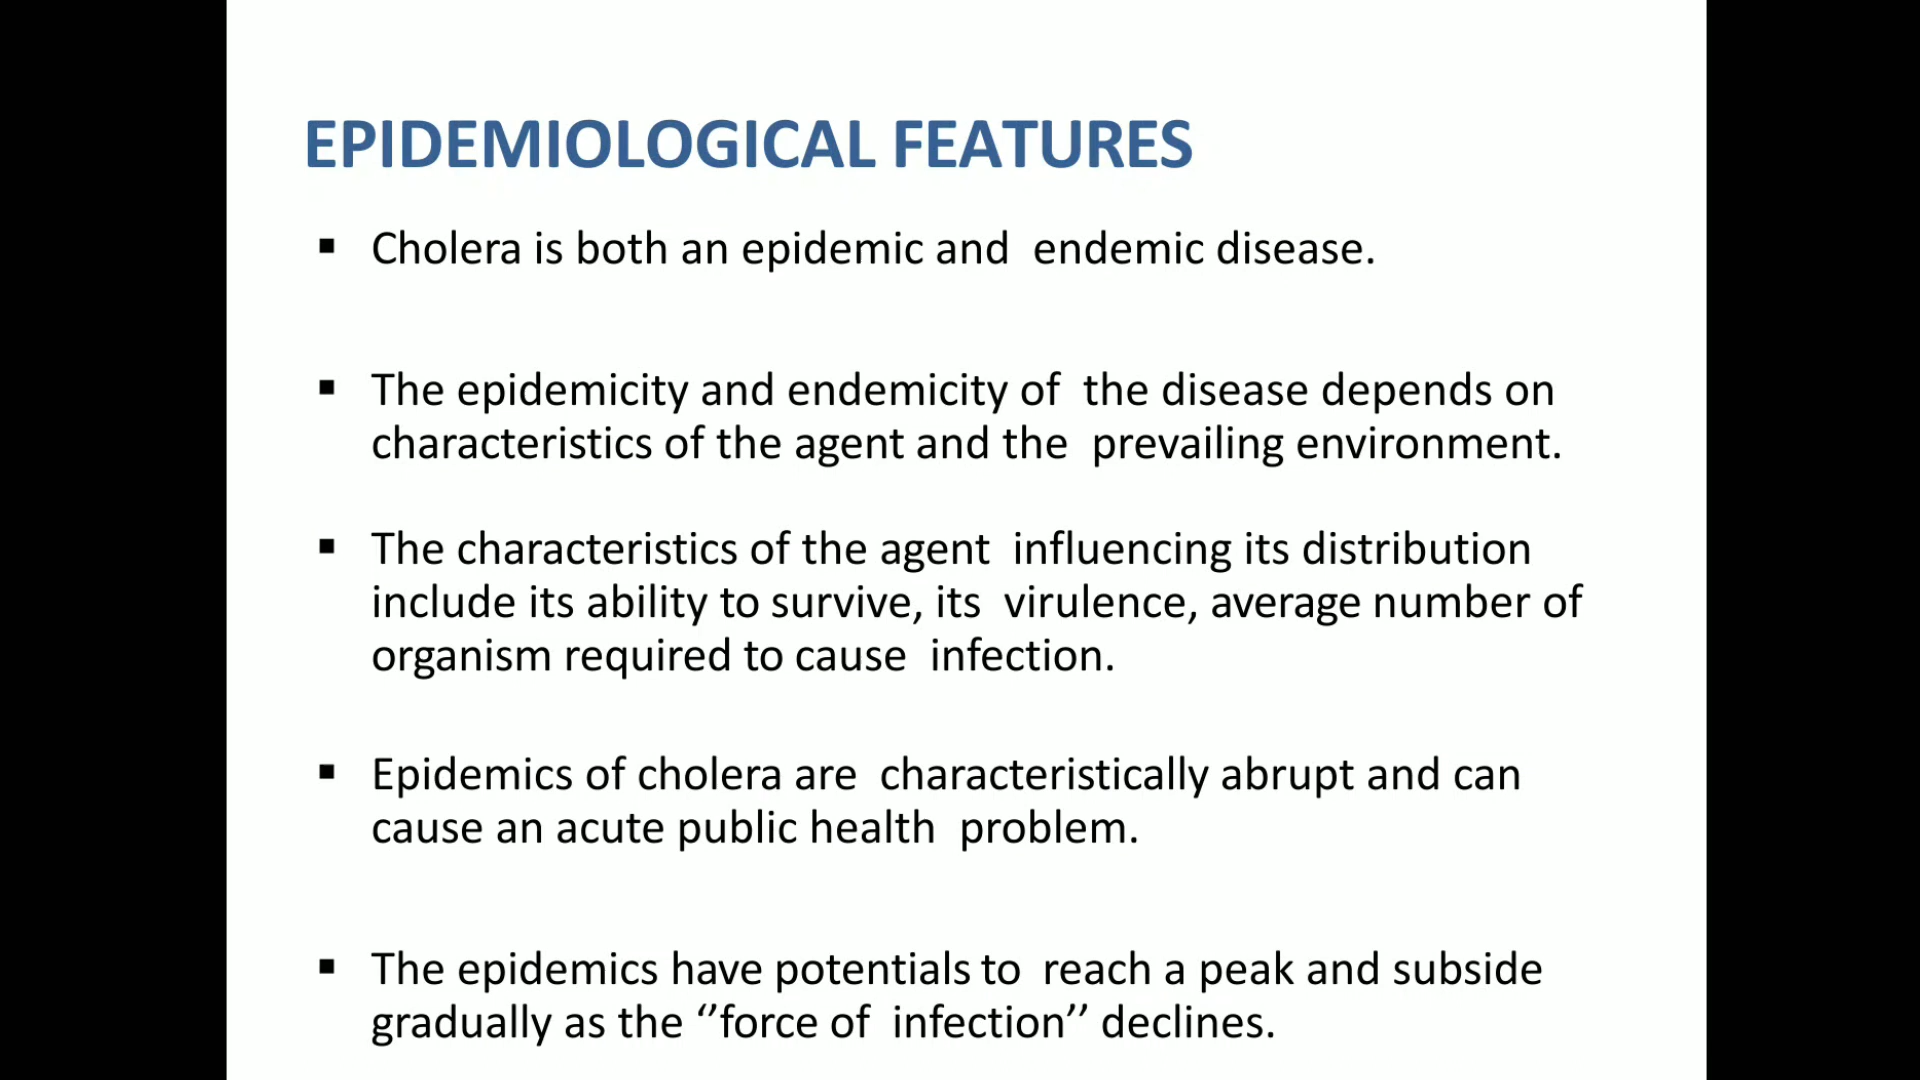 EPIDEMIOLOGICAL FEATURES
▪ Cholera is both an epidemic and endemic disease.
▪ The epidemicity and endemicity of the disease depends on
characteristics of the agent and the prevailing environment.
▪ The characteristics of the agent influencing its distribution
include its ability to survive, its virulence, average number of
organism required to cause infection.
▪ Epidemics of cholera are characteristically abrupt and can
cause an acute public health problem.
▪ The epidemics have potentials to reach a peak and subside
gradually as the ‘’force of infection’’ declines.